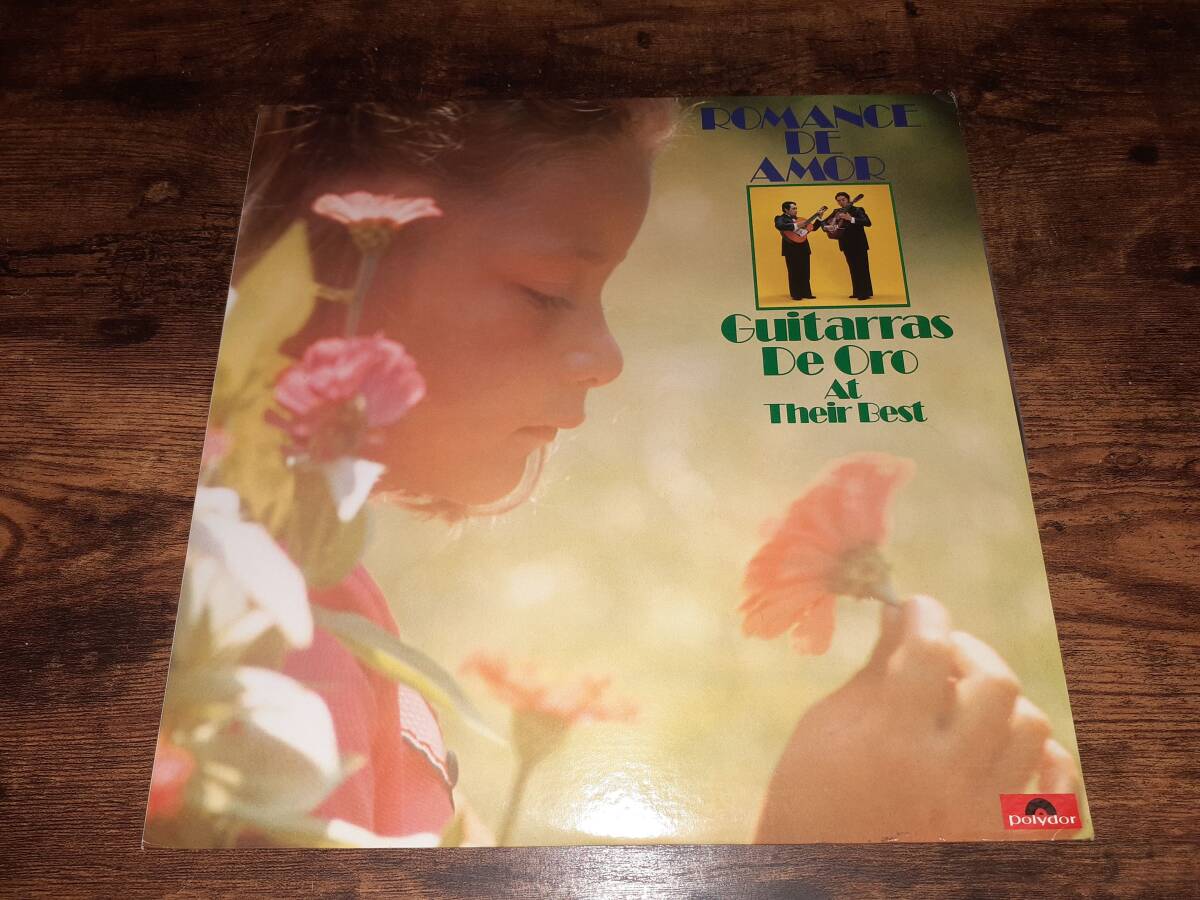 ROMANCE
DE
AMOR
Guitarras
De Oro
At
Their Best
polydor